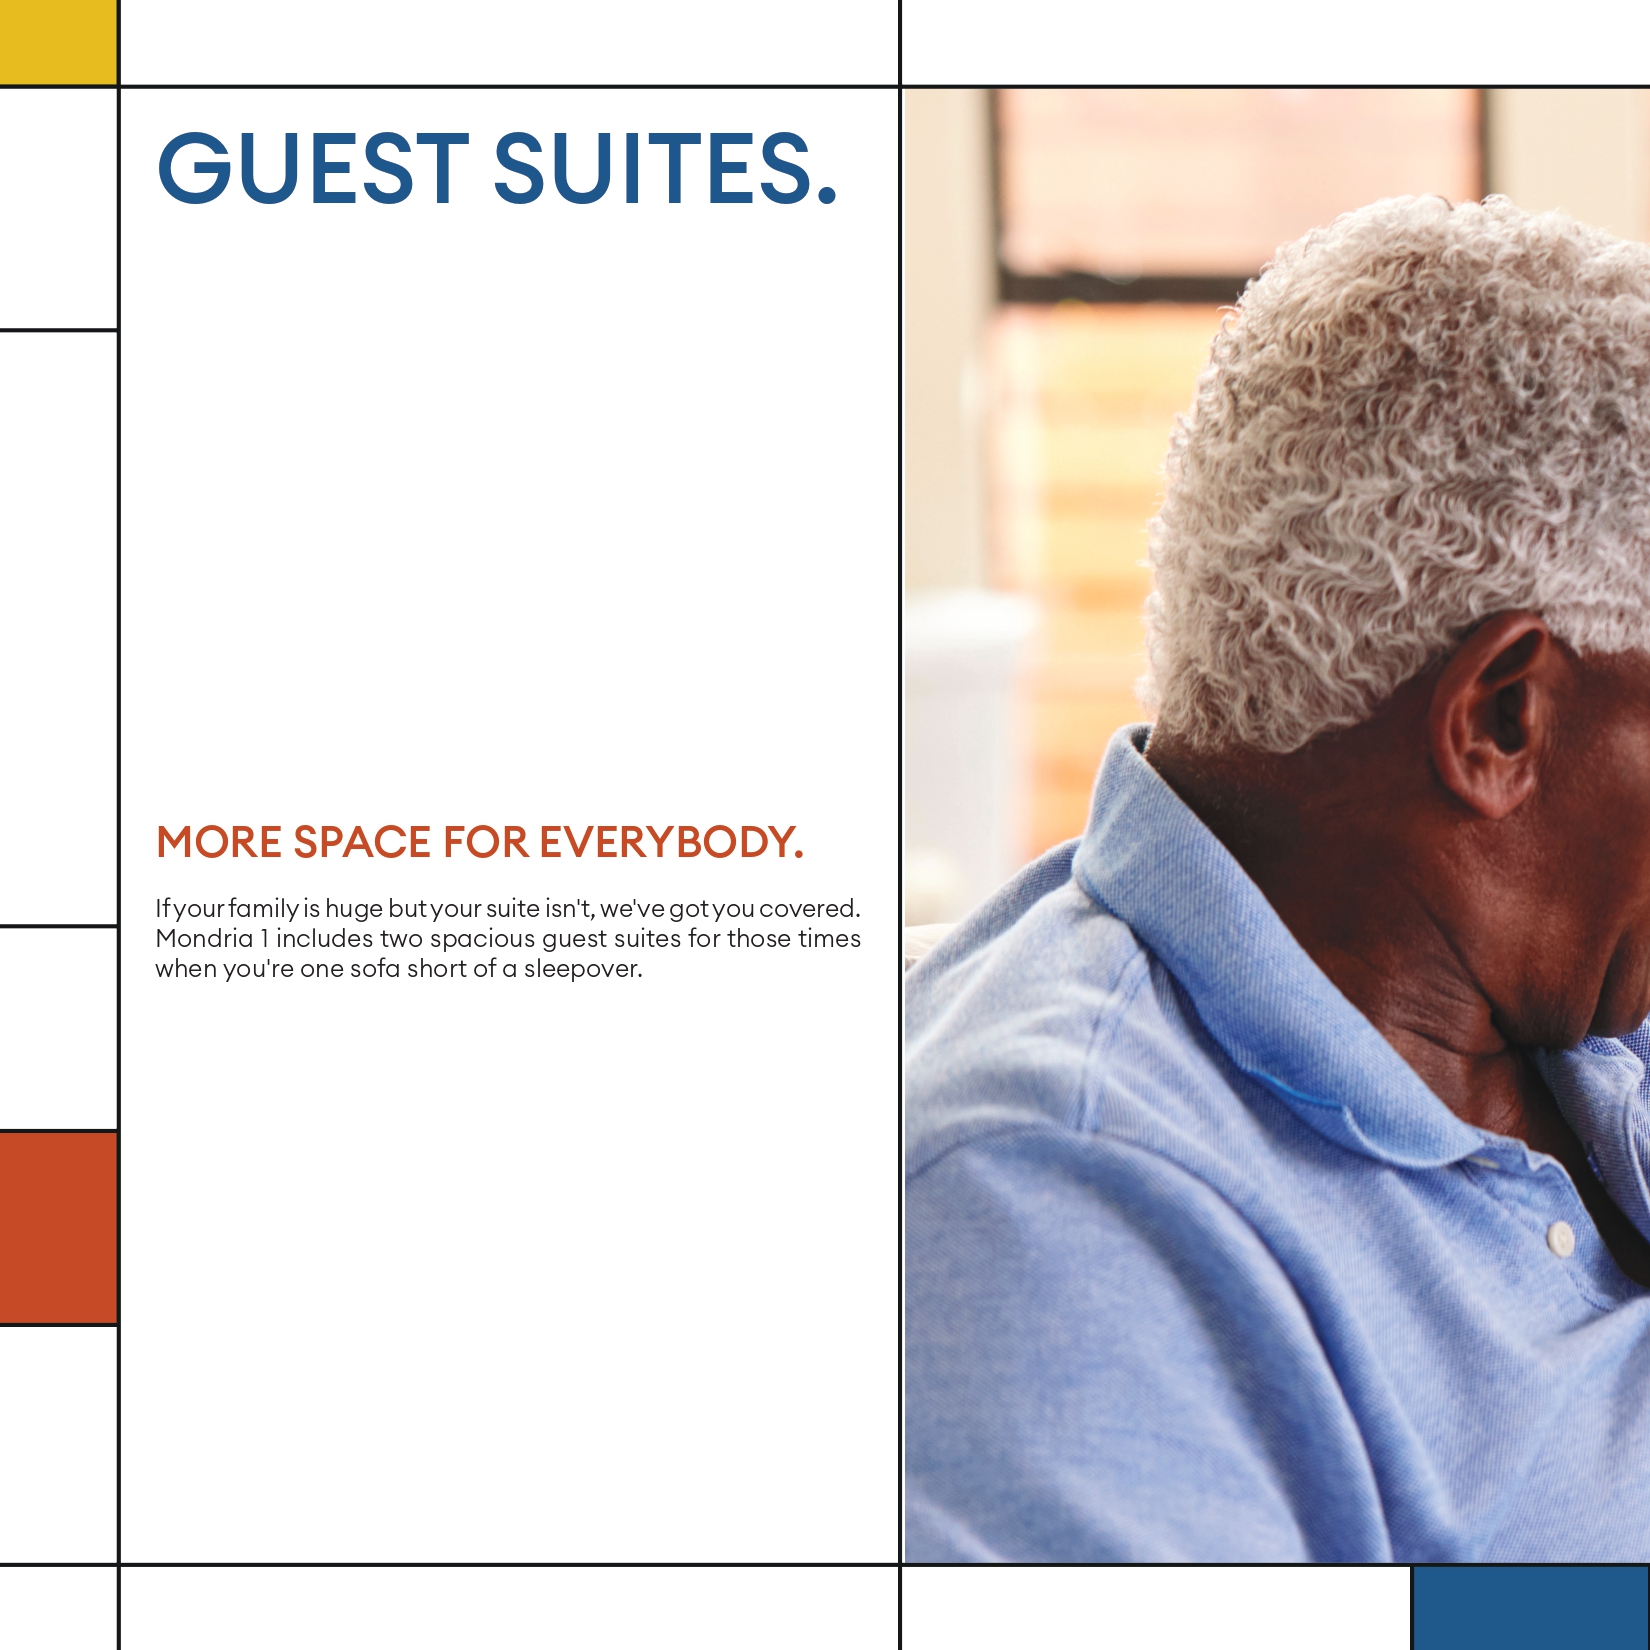 GUEST SUITES.
MORE SPACE FOR EVERYBODY.
If your family is huge but your suite isn't, we've got you covered.
Mondria 1 includes two spacious guest suites for those times
when you're one sofa short of a sleepover.